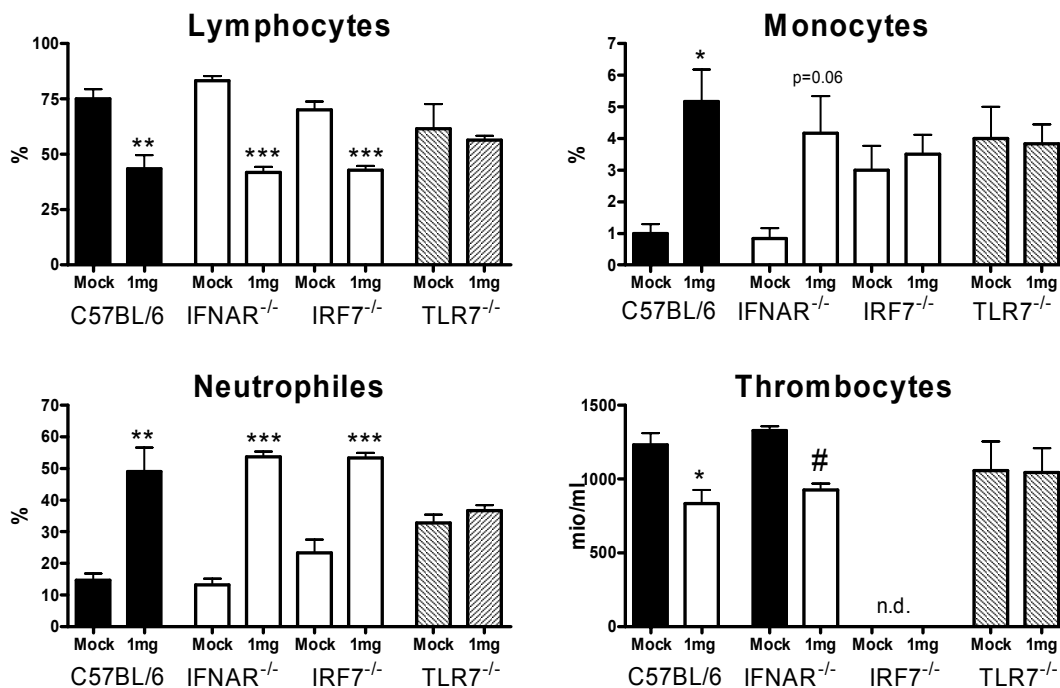 Lymphocytes
100
75
50
25
0
%
**
***
***
Mock 1mg Mock 1mg Mock 1mg Mock 1mg
C57BL/6 IFNAR-/- IRF7-/- TLR7-/-
Monocytes
7
6
5
4
3
2
1
0
%
*
p=0.06
Mock 1mg Mock 1mg Mock 1mg Mock 1mg
C57BL/6 IFNAR-/- IRF7-/- TLR7-/-
Neutrophiles
70
60
50
40
30
20
10
0
%
**
***
***
Mock 1mg Mock 1mg Mock 1mg Mock 1mg
C57BL/6 IFNAR-/- IRF7-/- TLR7-/-
Thrombocytes
1500
1000
500
0
mio/ml
*
#
n.d.
Mock 1mg Mock 1mg Mock 1mg Mock 1mg
C57BL/6 IFNAR-/- IRF7-/- TLR7-/-